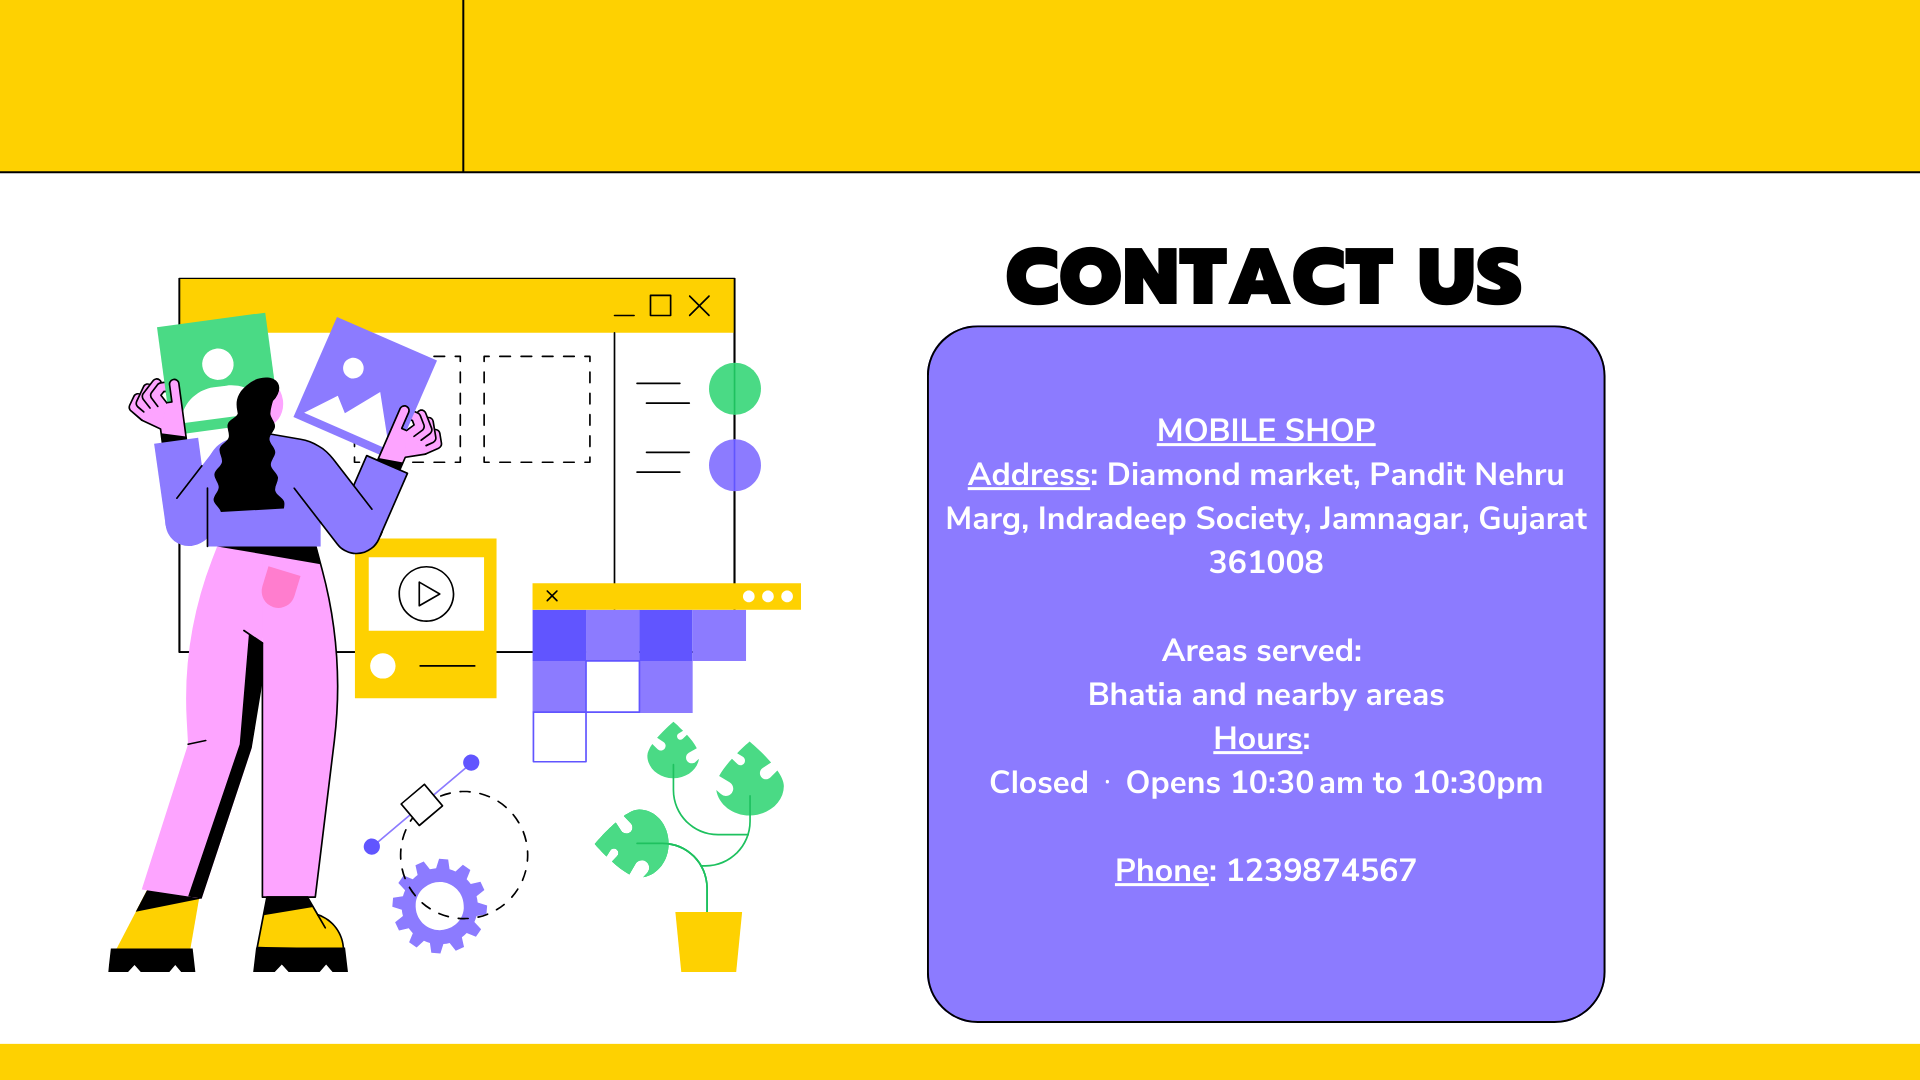 CONTACT US
MOBILE SHOP
Address: Diamond market, Pandit Nehru
Marg, Indradeep Society, Jamnagar, Gujarat
361008
Areas served:
Bhatia and nearby areas
Hours:
Closed · Opens 10:30 am to 10:30pm
Phone: 1239874567